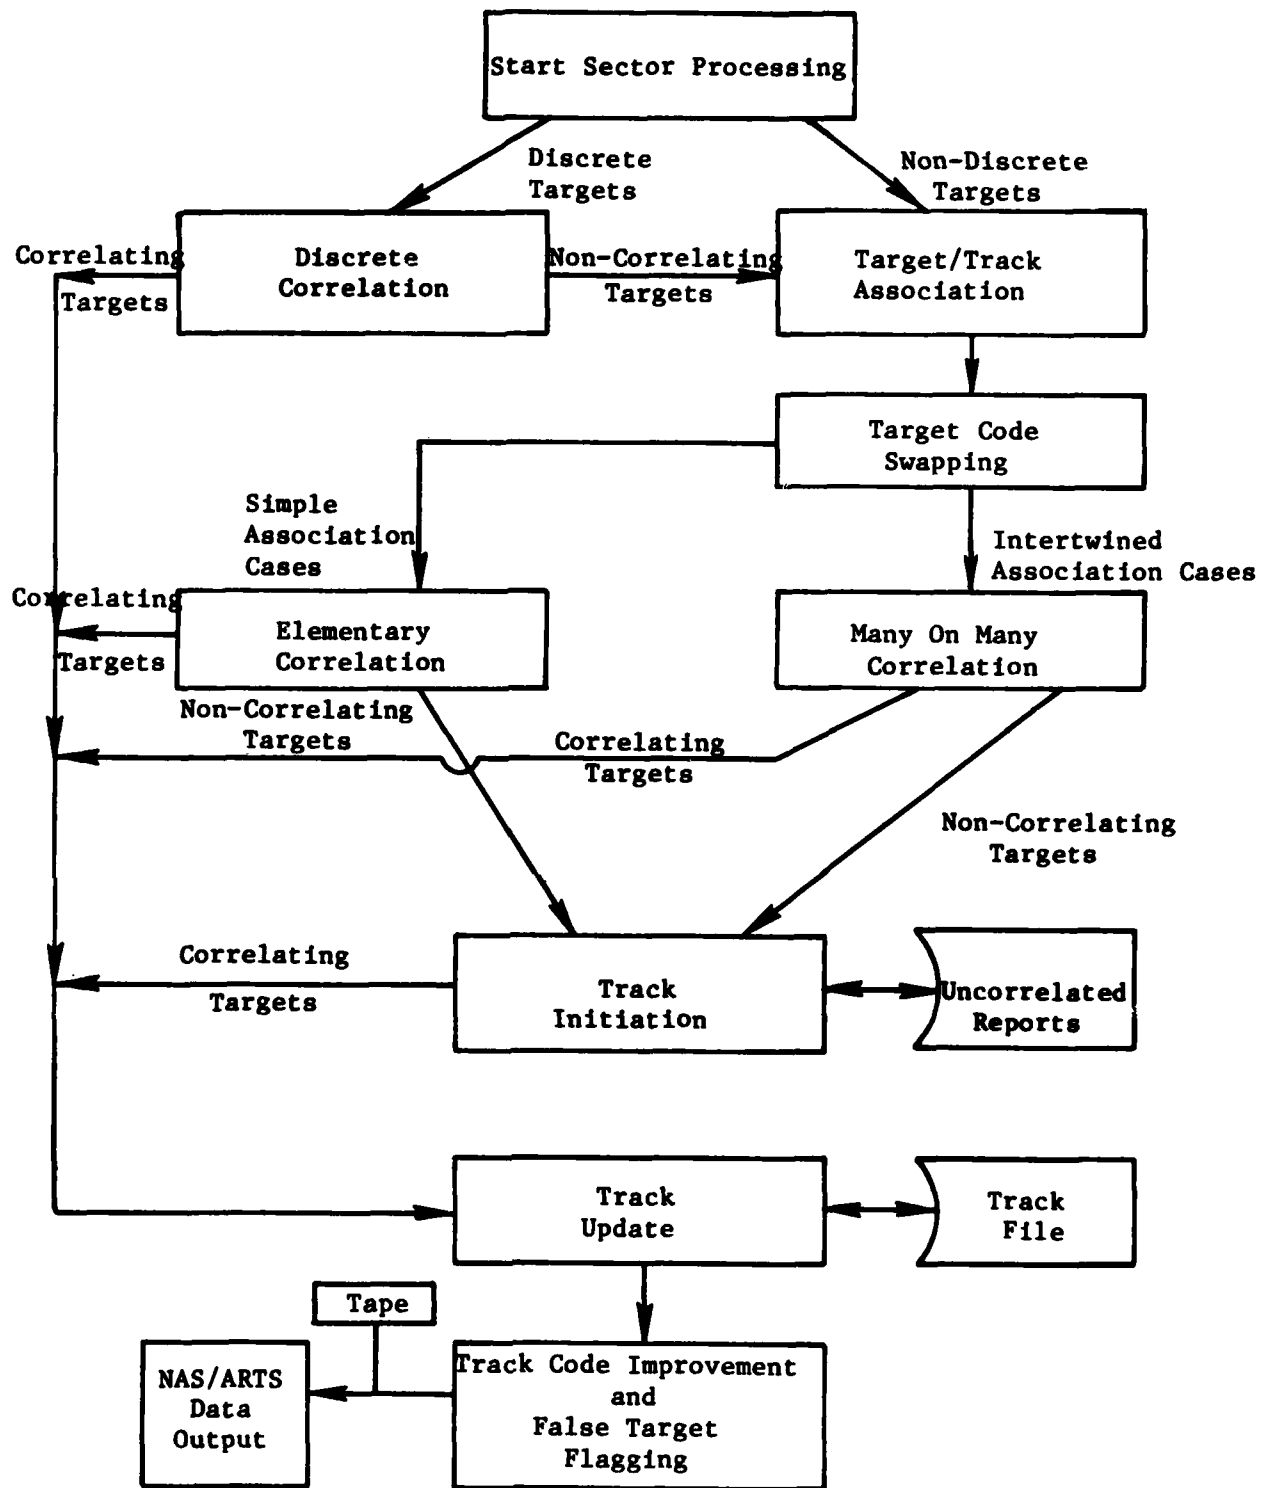 Start Sector Processing
Discrete
Targets
Non-Discrete
Targets
Correlating
Targets
Discrete
Correlation
Non-Correlating
Targets
Target/Track
Association
Target Code
Swapping
Simple
Association
Cases
Intertwined
Association Cases
Correlating
Targets
Elementary
Correlation
Many On Many
Correlation
Non-Correlating
Targets
Correlating
Targets
Non-Correlating
Targets
Correlating
Targets
Track
Initiation
Uncorrelated
Reports
Track
Update
Track
File
Tape
NAS/ARTS
Data
Output
Track Code Improvement
and
False Target
Flagging